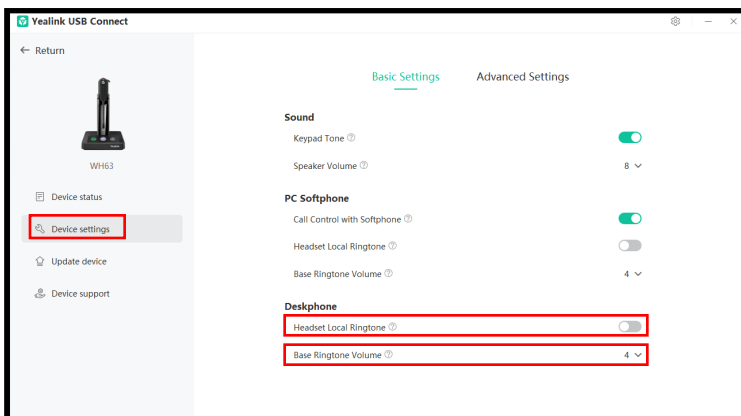 Yealink USB Connect
Return
Basic Settings
Advanced Settings
WH63
Device status
Device settings
Update device
Device support
Sound
Keypad Tone ?
Speaker Volume ? 8
PC Softphone
Call Control with Softphone ?
Headset Local Ringtone ?
Base Ringtone Volume ? 4
Deskphone
Headset Local Ringtone ?
Base Ringtone Volume ? 4